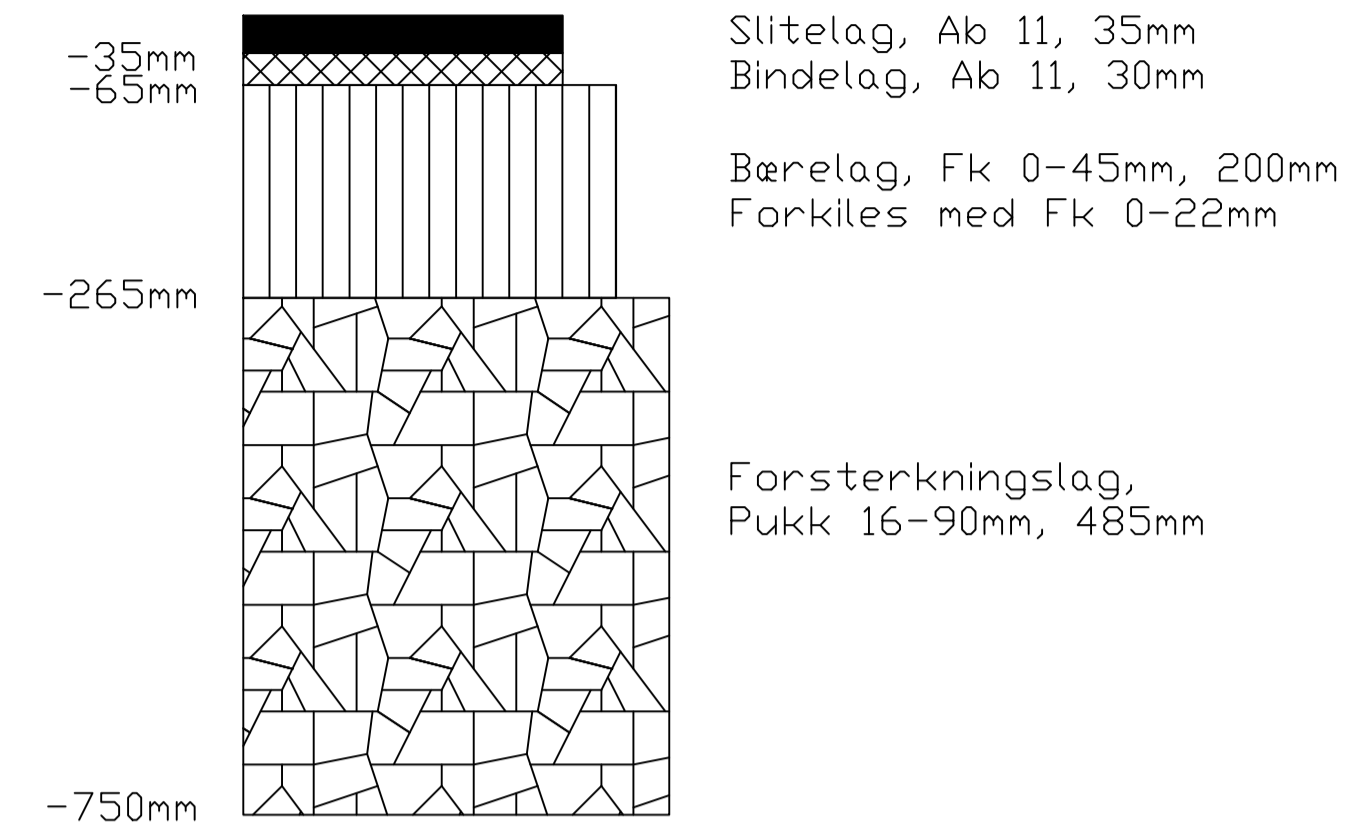 -35mm
-65mm
-265mm
-750mm
Slitelag, Ab 11, 35mm
Bindelag, Ab 11, 30mm
Bærelag, Fk 0-45mm, 200mm
Forkiles med Fk 0-22mm
Forsterkningslag,
Pukk 16-90mm, 485mm